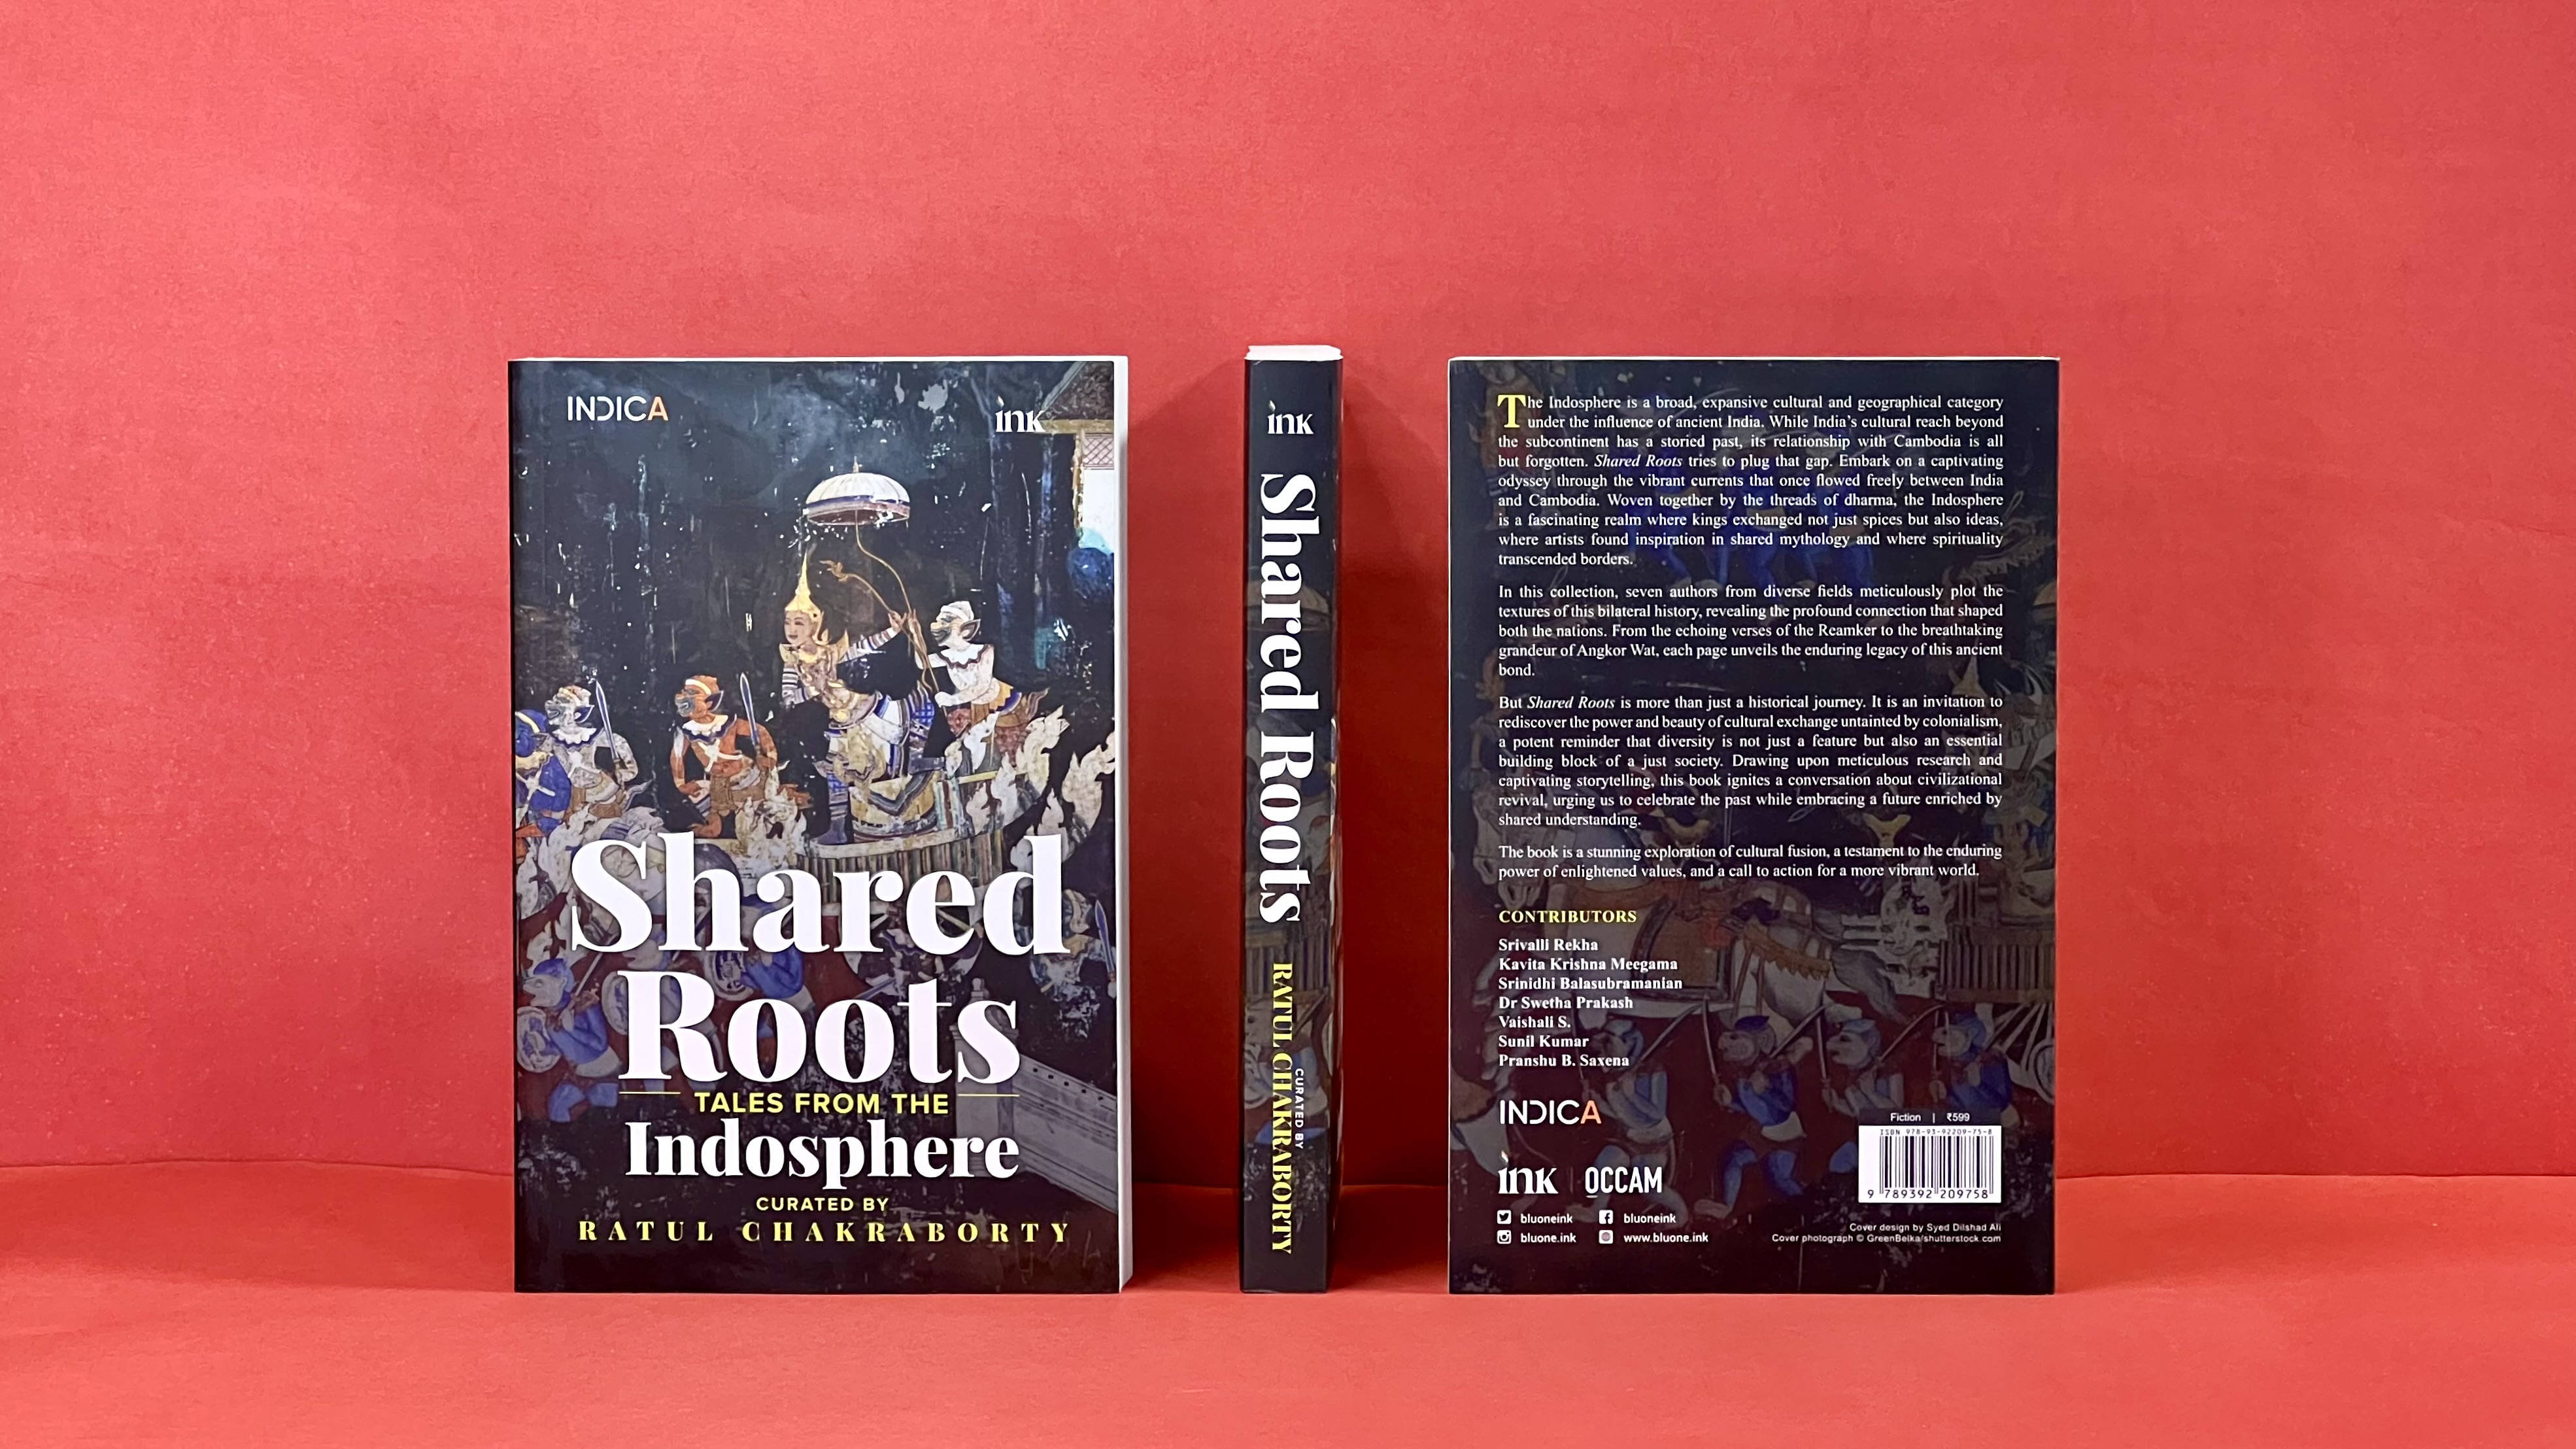 INDICA
ink
Shared
Roots
TALES FROM THE
Indosphere
CURATED BY
RATUL CHAKRABORTY
ink
Shared Roots
CURATED BY
RATUL CHAKRABORTY
The Indosphere is a broad, expansive cultural and geographical category
under the influence of ancient India. While India's cultural reach beyond
the subcontinent has a storied past, its relationship with Cambodia is all
but forgotten. Shared Roots tries to plug that gap. Embark on a captivating
odyssey through the vibrant currents that once flowed freely between India
and Cambodia. Woven together by the threads of dharma, the Indosphere
is a fascinating realm where kings exchanged not just spices but also ideas,
where artists found inspiration in shared mythology and where spirituality
transcended borders.
In this collection, seven authors from diverse fields meticulously plot the
textures of this bilateral history, revealing the profound connection that shaped
both the nations. From the echoing verses of the Reamker to the breathtaking
grandeur of Angkor Wat, each page unveils the enduring legacy of this ancient
bond.
But Shared Roots is more than just a historical journey. It is an invitation to
rediscover the power and beauty of cultural exchange untainted by colonialism,
a potent reminder that diversity is not just a feature but also an essential
building block of a just society. Drawing upon meticulous research and
captivating storytelling, this book ignites a conversation about civilizational
revival, urging us to celebrate the past while embracing a future enriched by
shared understanding.
The book is a stunning exploration of cultural fusion, a testament to the enduring
power of enlightened values, and a call to action for a more vibrant world.
CONTRIBUTORS
Srivalli Rekha
Kavita Krishna Meegama
Srinidhi Balasubramanian
Dr Swetha Prakash
Vaishali S.
Sunil Kumar
Pranshu B. Saxena
INDICA
ink | OCCAM
bluoneink bluoneink
bluone.ink www.bluone.ink
Fiction | ₹599
ISBN 978-93-92209-75-8
9 789392 209758
Cover design by Syed Dilshad Ali
Cover photograph © GreenBelka/shutterstock.com